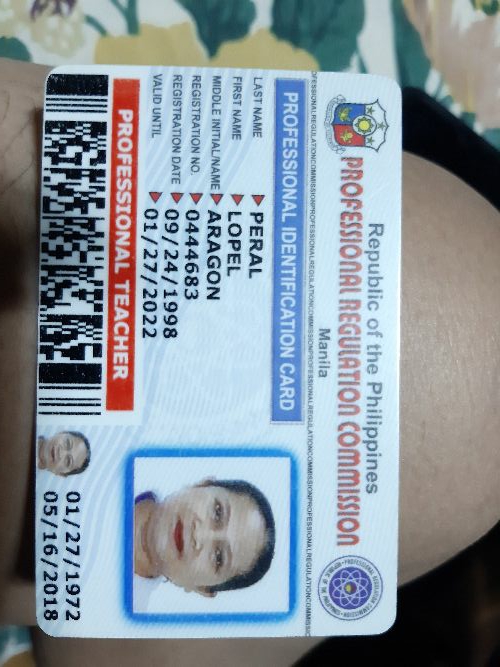 Republic of the Philippines
PROFESSIONAL REGULATION COMMISSION
Manila
PROFESSIONAL IDENTIFICATION CARD
LAST NAME PERAL
FIRST NAME LOPEL
MIDDLE INITIAL/NAME ARAGON
REGISTRATION NO. 0444683
REGISTRATION DATE 09/24/1998
VALID UNTIL 01/27/2022
PROFESSIONAL TEACHER
01/27/1972
05/16/2018